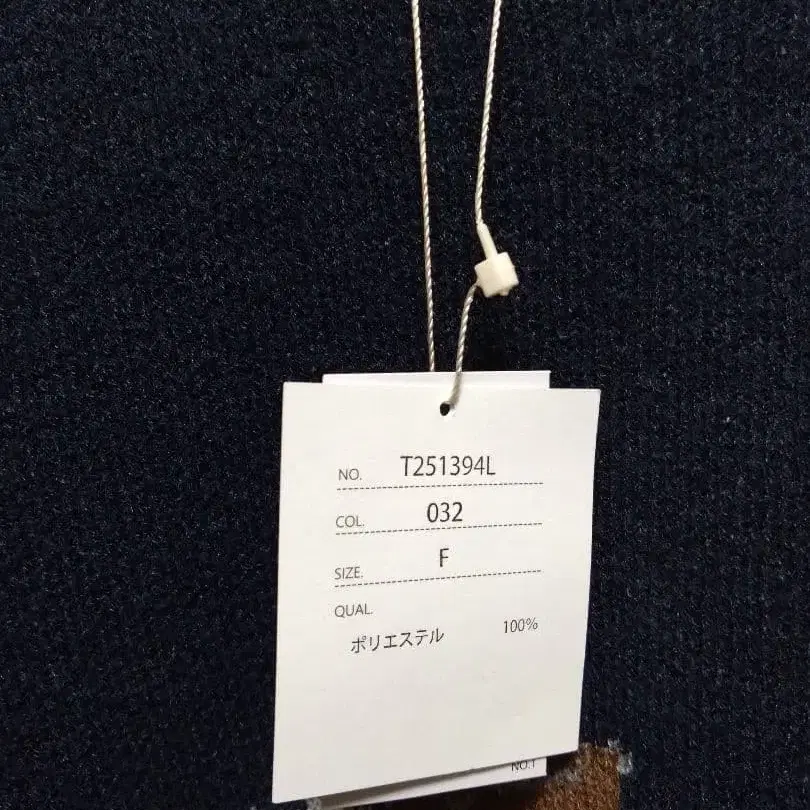 NO. T251394L
COL. 032
SIZE. F
QUAL.
ポリエステル 100%
NO.1